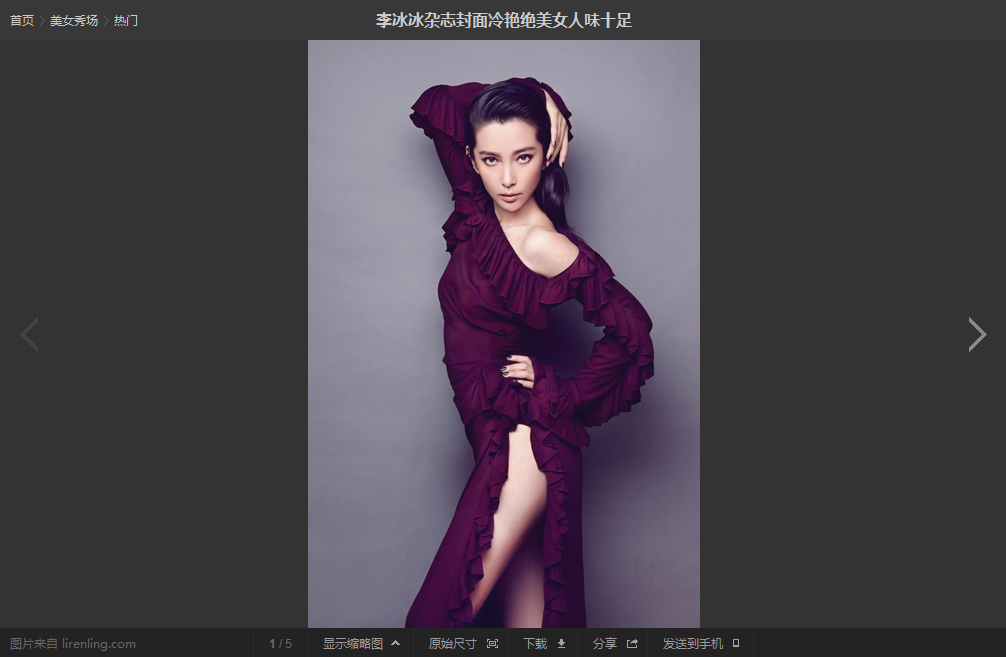 首页 > 美女秀场 > 热门
李冰冰杂志封面冷艳绝美女人味十足
图片来自 lirenling.com
1 / 5
显示缩略图
原始尺寸
下载
分享
发送到手机